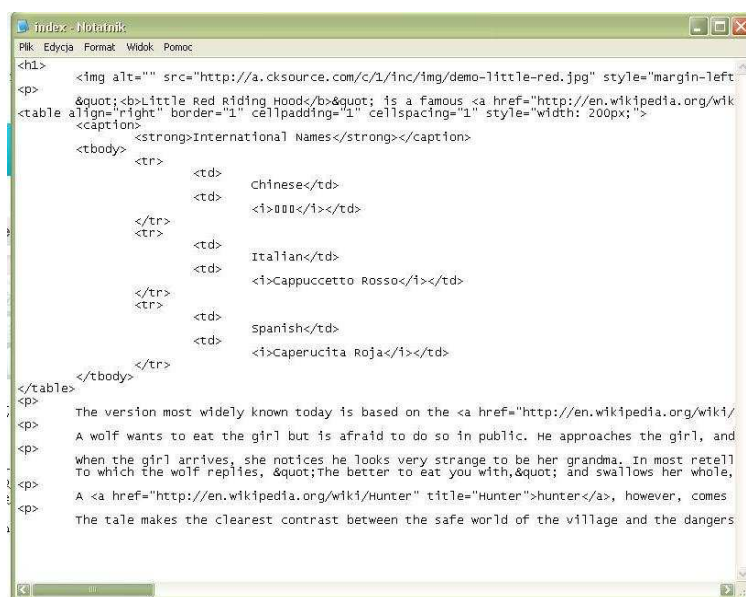 index - Notatnik
Plik Edycja Format Widok Pomoc
<h1>
<img alt="" src="http://a.cksource.com/c/1/inc/img/demo-little-red.jpg" style="margin-left
<p>
&quot;<b>Little Red Riding Hood</b>&quot; is a famous <a href="http://en.wikipedia.org/wik
<table align="right" border="1" cellpadding="1" cellspacing="1" style="width: 200px;">
<caption>
<strong>International Names</strong></caption>
<tbody>
<tr>
<td>
Chinese</td>
<td>
<i>▯▯▯</i></td>
</tr>
<tr>
<td>
Italian</td>
<td>
<i>Cappuccetto Rosso</i></td>
</tr>
<tr>
<td>
Spanish</td>
<td>
<i>Caperucita Roja</i></td>
</tr>
</tbody>
</table>
<p>
The version most widely known today is based on the <a href="http://en.wikipedia.org/wiki/
<p>
A wolf wants to eat the girl but is afraid to do so in public. He approaches the girl, and
<p>
When the girl arrives, she notices he looks very strange to be her grandma. In most retell
To which the wolf replies, &quot;The better to eat you with,&quot; and swallows her whole,
<p>
A <a href="http://en.wikipedia.org/wiki/Hunter" title="Hunter">hunter</a>, however, comes
<p>
The tale makes the clearest contrast between the safe world of the village and the dangers